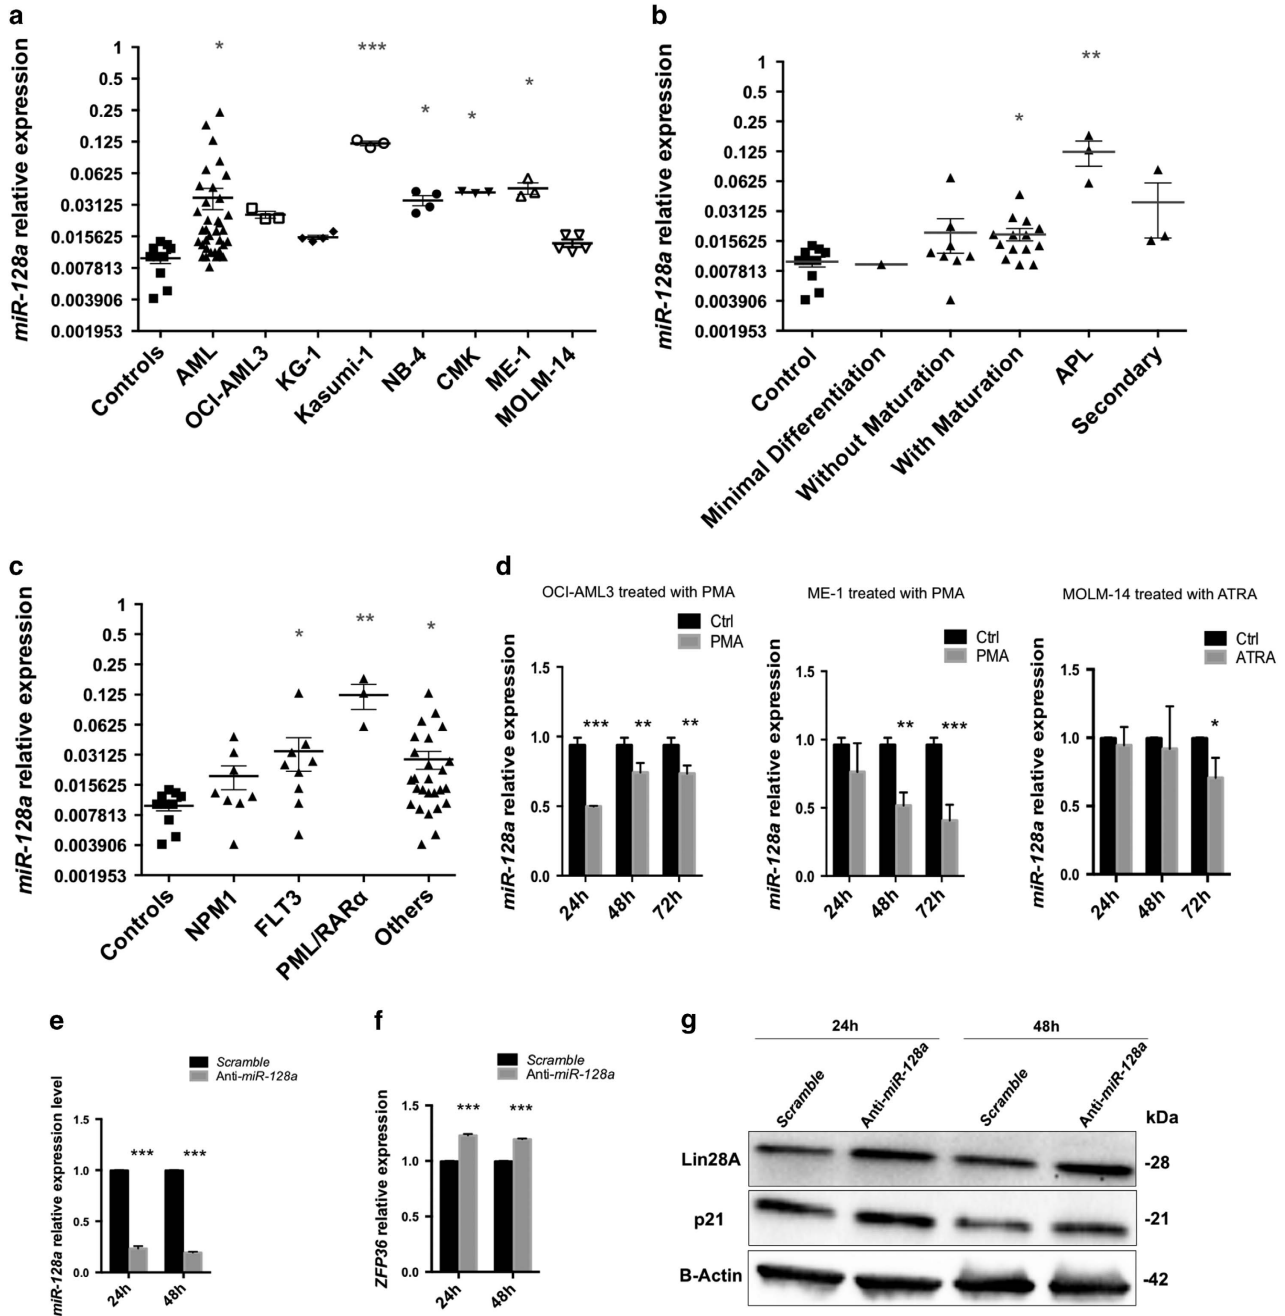 a
miR-128a relative expression
*
***
*
*
*
1
0.5
0.25
0.125
0.0625
0.03125
0.015625
0.007813
0.003906
0.001953
Controls
AML
OCI-AML3
KG-1
Kasumi-1
NB-4
CMK
ME-1
MOLM-14
b
miR-128a relative expression
*
**
1
0.5
0.25
0.125
0.0625
0.03125
0.015625
0.007813
0.003906
0.001953
Control
Minimal Differentiation
Without Maturation
With Maturation
APL
Secondary
c
miR-128a relative expression
*
**
*
1
0.5
0.25
0.125
0.0625
0.03125
0.015625
0.007813
0.003906
0.001953
Controls
NPM1
FLT3
PML/RARα
Others
d
OCI-AML3 treated with PMA
Ctrl
PMA
miR-128a relative expression
1.5
1.0
0.5
0.0
***
**
**
24h
48h
72h
ME-1 treated with PMA
Ctrl
PMA
miR-128a relative expression
1.5
1.0
0.5
0.0
**
***
24h
48h
72h
MOLM-14 treated with ATRA
Ctrl
ATRA
miR-128a relative expression
1.5
1.0
0.5
0.0
*
24h
48h
72h
e
Scramble
Anti-miR-128a
miR-128a relative expression level
1.5
1.0
0.5
0.0
***
***
24h
48h
f
Scramble
Anti-miR-128a
ZFP36 relative expression
1.5
1.0
0.5
0.0
***
***
24h
48h
g
24h
48h
Scramble
Anti-miR-128a
Scramble
Anti-miR-128a
kDa
Lin28A
-28
p21
-21
B-Actin
-42